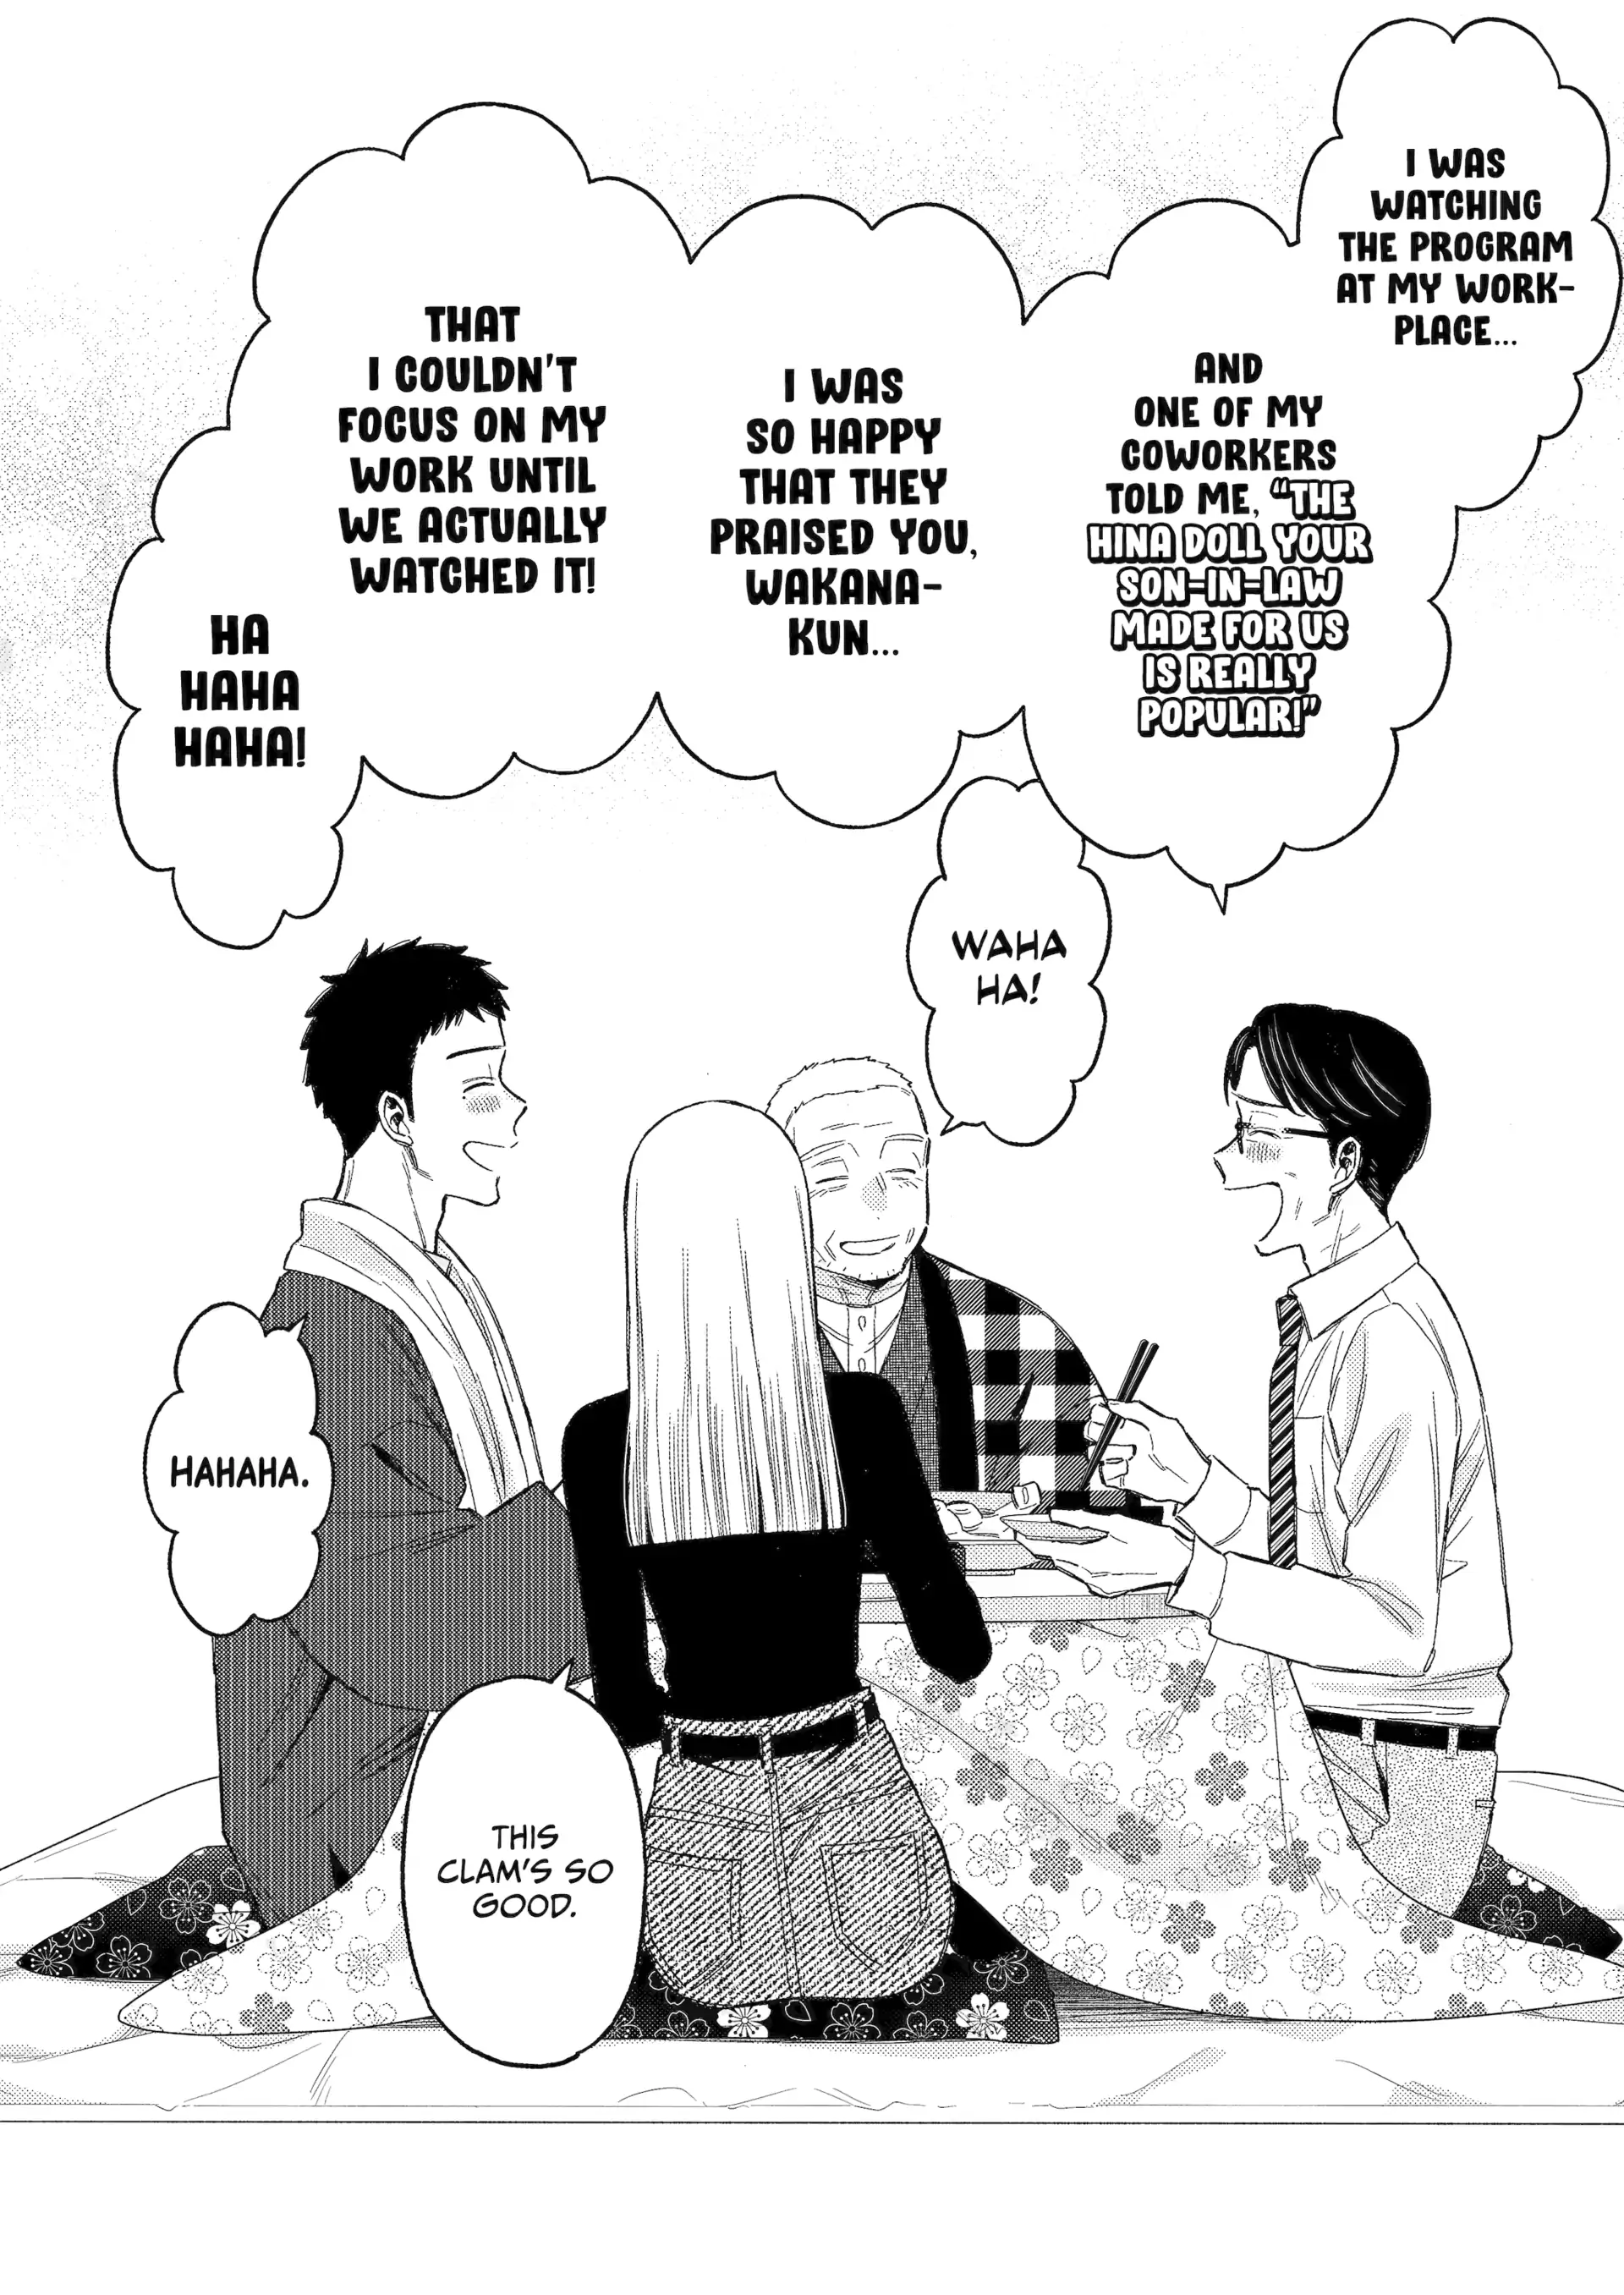 I WAS
WATCHING
THE PROGRAM
AT MY WORK-
PLACE...
AND
ONE OF MY
COWORKERS
TOLD ME, “THE
HINA DOLL YOUR
SON-IN-LAW
MADE FOR US
IS REALLY
POPULAR!”
I WAS
SO HAPPY
THAT THEY
PRAISED YOU,
WAKANA-
KUN...
THAT
I COULDN'T
FOCUS ON MY
WORK UNTIL
WE ACTUALLY
WATCHED IT!
HA
HAHA
HAHA!
WAHA
HA!
HAHAHA.
THIS
CLAM'S SO
GOOD.